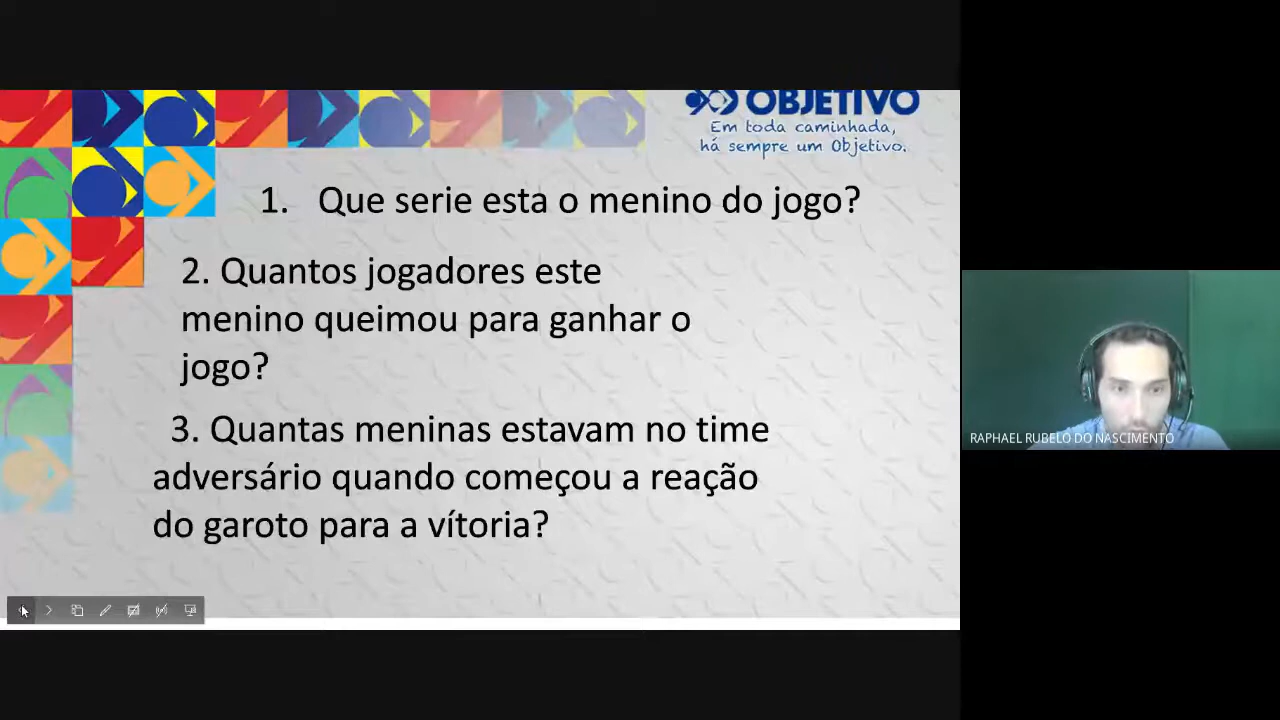 OBJETIVO
Em toda caminhada,
há sempre um Objetivo.
1. Que serie esta o menino do jogo?
2. Quantos jogadores este
menino queimou para ganhar o
jogo?
3. Quantas meninas estavam no time
adversário quando começou a reação
do garoto para a vítoria?
RAPHAEL RUBELO DO NASCIMENTO